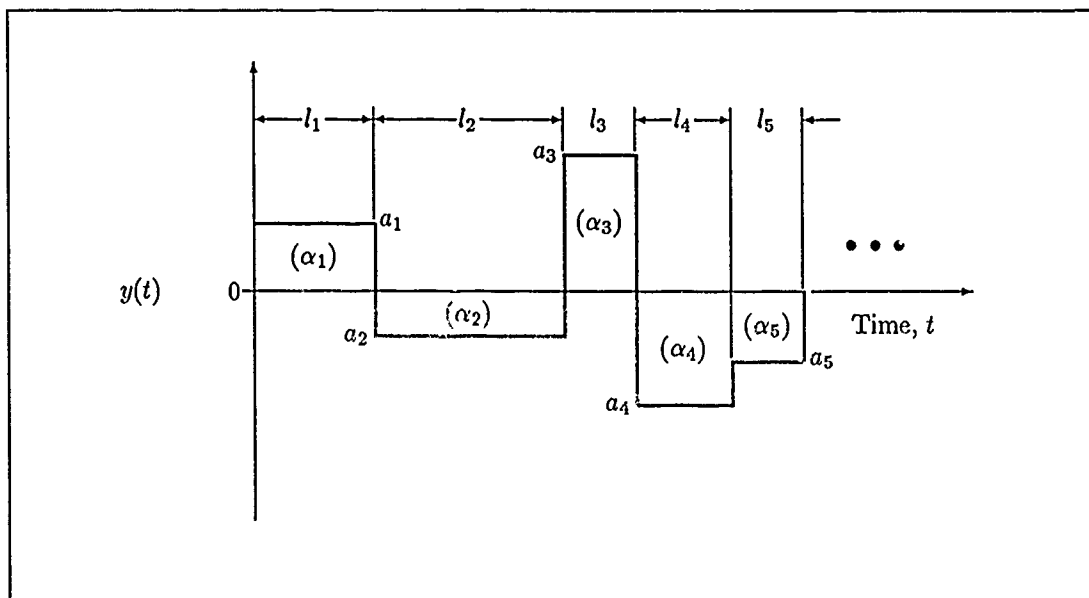 l₁ l₂ l₃ l₄ l₅
a₃
a₁
(α₃)
(α₁)
y(t) 0
(α₂)
(α₅) Time, t
a₂
(α₄)
a₅
a₄